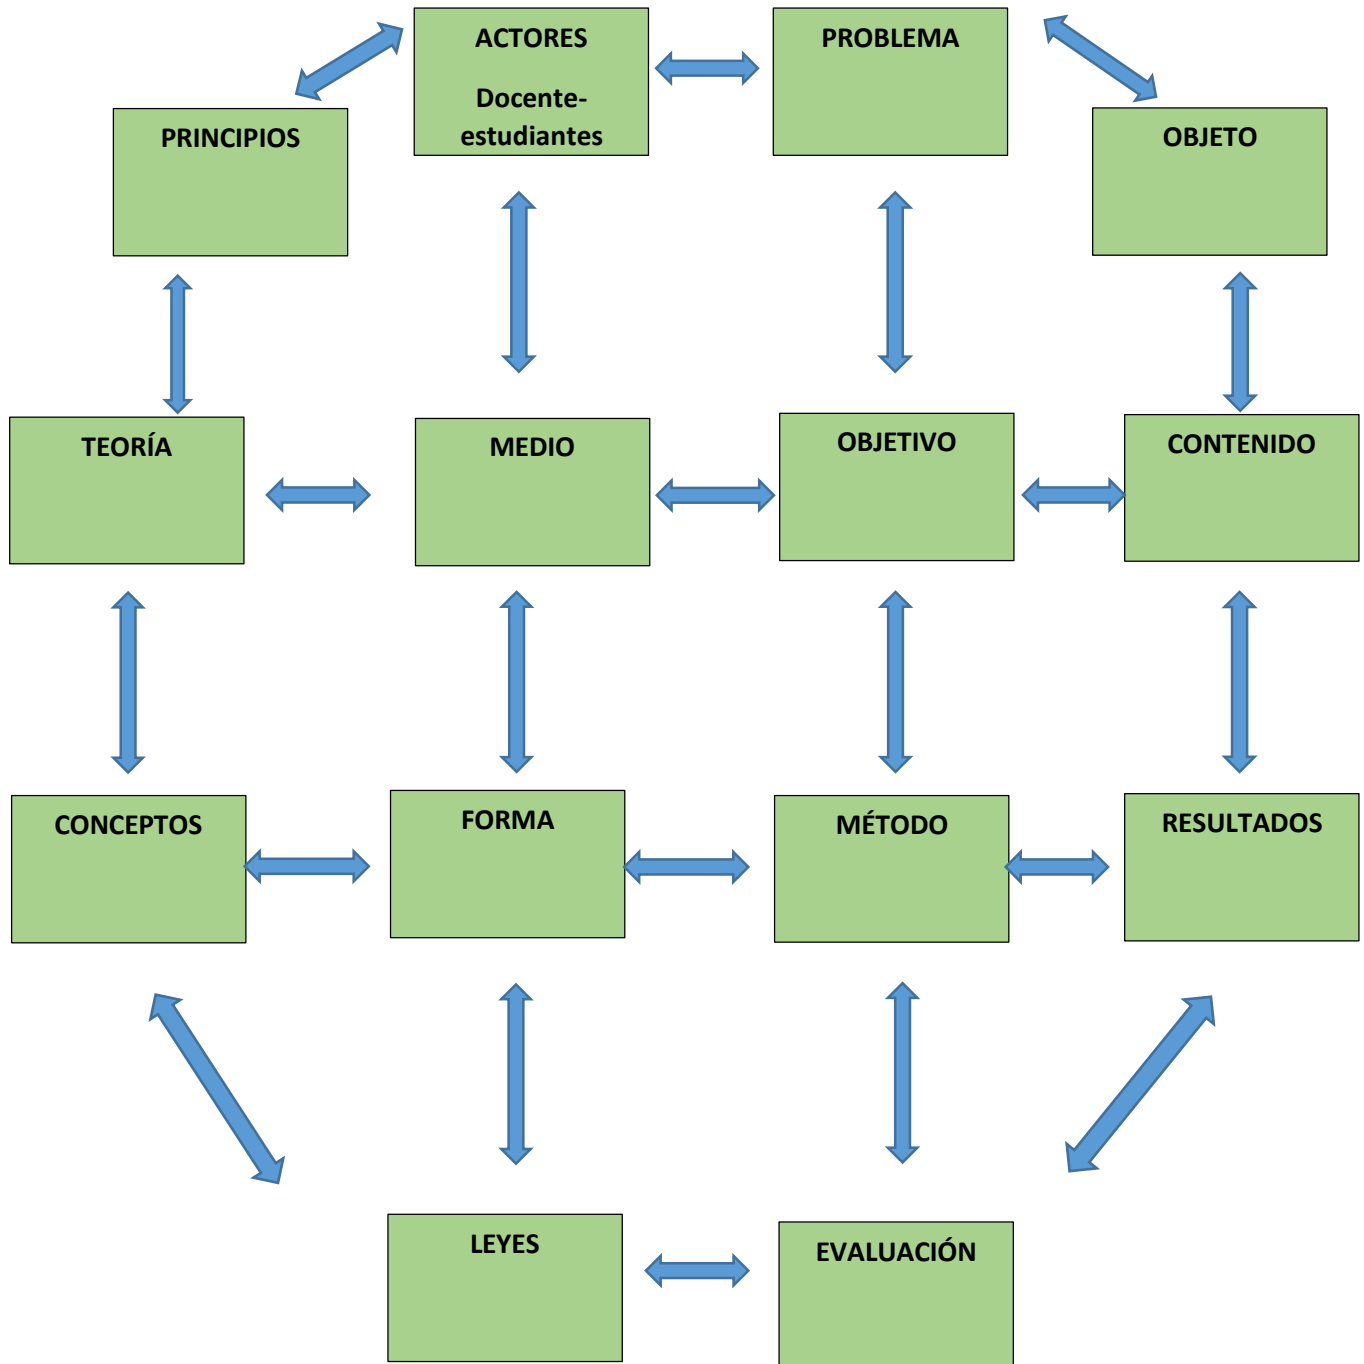 ACTORES
Docente-
estudiantes
PROBLEMA
PRINCIPIOS
OBJETO
TEORÍA
MEDIO
OBJETIVO
CONTENIDO
CONCEPTOS
FORMA
MÉTODO
RESULTADOS
LEYES
EVALUACIÓN